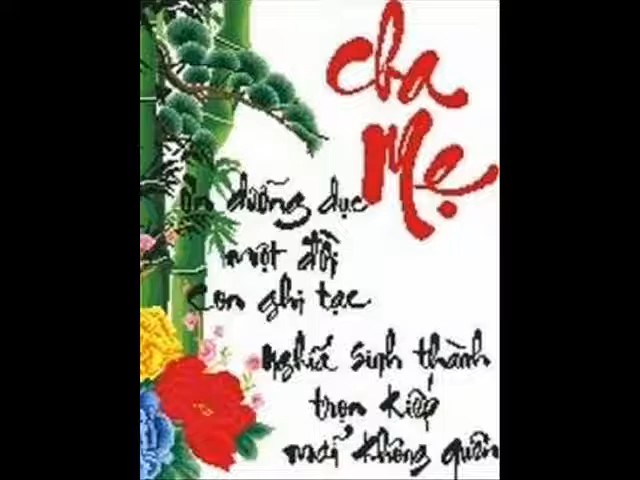 Cha
Mẹ
Ơn dưỡng dục
một đời
con ghi tạc
Nghĩa sinh thành
trọn kiếp
mãi không quên